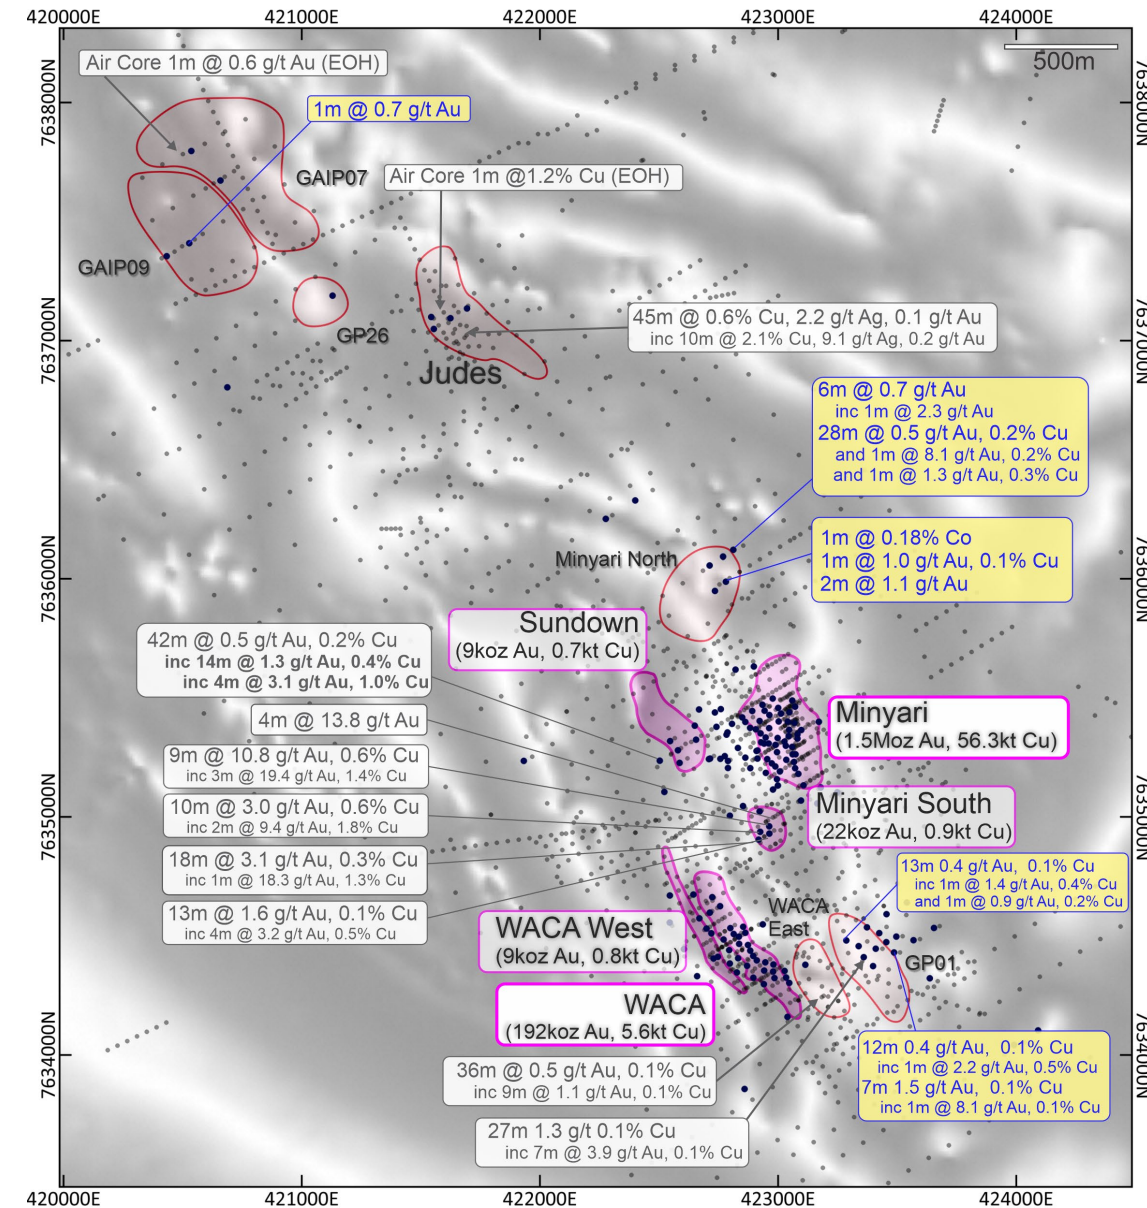 420000E
421000E
422000E
423000E
424000E
500m
Air Core 1m @ 0.6 g/t Au (EOH)
7638000N
7638000N
1m @ 0.7 g/t Au
GAIP07
Air Core 1m @1.2% Cu (EOH)
GAIP09
GP26
45m @ 0.6% Cu, 2.2 g/t Ag, 0.1 g/t Au
inc 10m @ 2.1% Cu, 9.1 g/t Ag, 0.2 g/t Au
7637000N
7637000N
Judes
6m @ 0.7 g/t Au
inc 1m @ 2.3 g/t Au
28m @ 0.5 g/t Au, 0.2% Cu
and 1m @ 8.1 g/t Au, 0.2% Cu
and 1m @ 1.3 g/t Au, 0.3% Cu
1m @ 0.18% Co
1m @ 1.0 g/t Au, 0.1% Cu
2m @ 1.1 g/t Au
Minyari North
7636000N
7636000N
Sundown
(9koz Au, 0.7kt Cu)
42m @ 0.5 g/t Au, 0.2% Cu
inc 14m @ 1.3 g/t Au, 0.4% Cu
inc 4m @ 3.1 g/t Au, 1.0% Cu
4m @ 13.8 g/t Au
9m @ 10.8 g/t Au, 0.6% Cu
inc 3m @ 19.4 g/t Au, 1.4% Cu
10m @ 3.0 g/t Au, 0.6% Cu
inc 2m @ 9.4 g/t Au, 1.8% Cu
18m @ 3.1 g/t Au, 0.3% Cu
inc 1m @ 18.3 g/t Au, 1.3% Cu
13m @ 1.6 g/t Au, 0.1% Cu
inc 4m @ 3.2 g/t Au, 0.5% Cu
Minyari
(1.5Moz Au, 56.3kt Cu)
Minyari South
(22koz Au, 0.9kt Cu)
7635000N
7635000N
13m 0.4 g/t Au, 0.1% Cu
inc 1m @ 1.4 g/t Au, 0.4% Cu
and 1m @ 0.9 g/t Au, 0.2% Cu
WACA
East
GP01
WACA West
(9koz Au, 0.8kt Cu)
WACA
(192koz Au, 5.6kt Cu)
7634000N
7634000N
36m @ 0.5 g/t Au, 0.1% Cu
inc 9m @ 1.1 g/t Au, 0.1% Cu
12m 0.4 g/t Au, 0.1% Cu
inc 1m @ 2.2 g/t Au, 0.5% Cu
7m 1.5 g/t Au, 0.1% Cu
inc 1m @ 8.1 g/t Au, 0.1% Cu
27m 1.3 g/t 0.1% Cu
inc 7m @ 3.9 g/t Au, 0.1% Cu
420000E
421000E
422000E
423000E
424000E